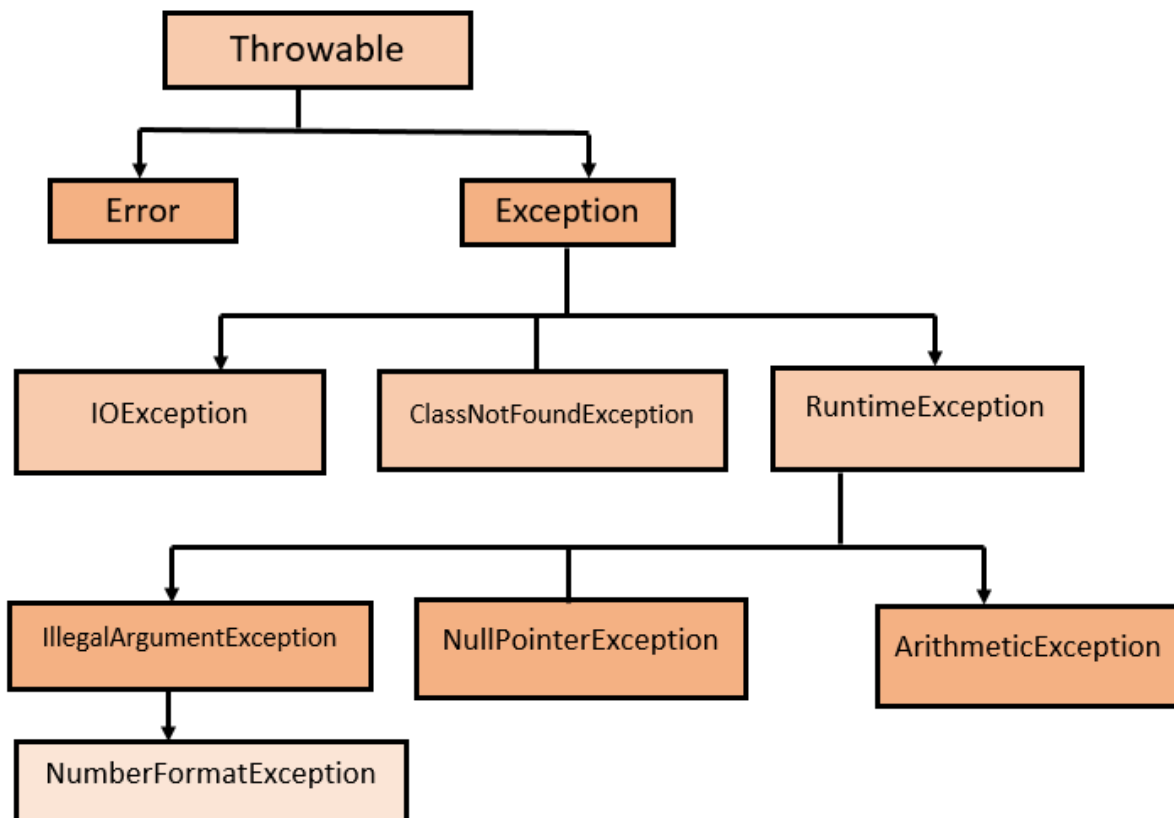 Throwable
Error
Exception
IOException
ClassNotFoundException
RuntimeException
IllegalArgumentException
NullPointerException
ArithmeticException
NumberFormatException